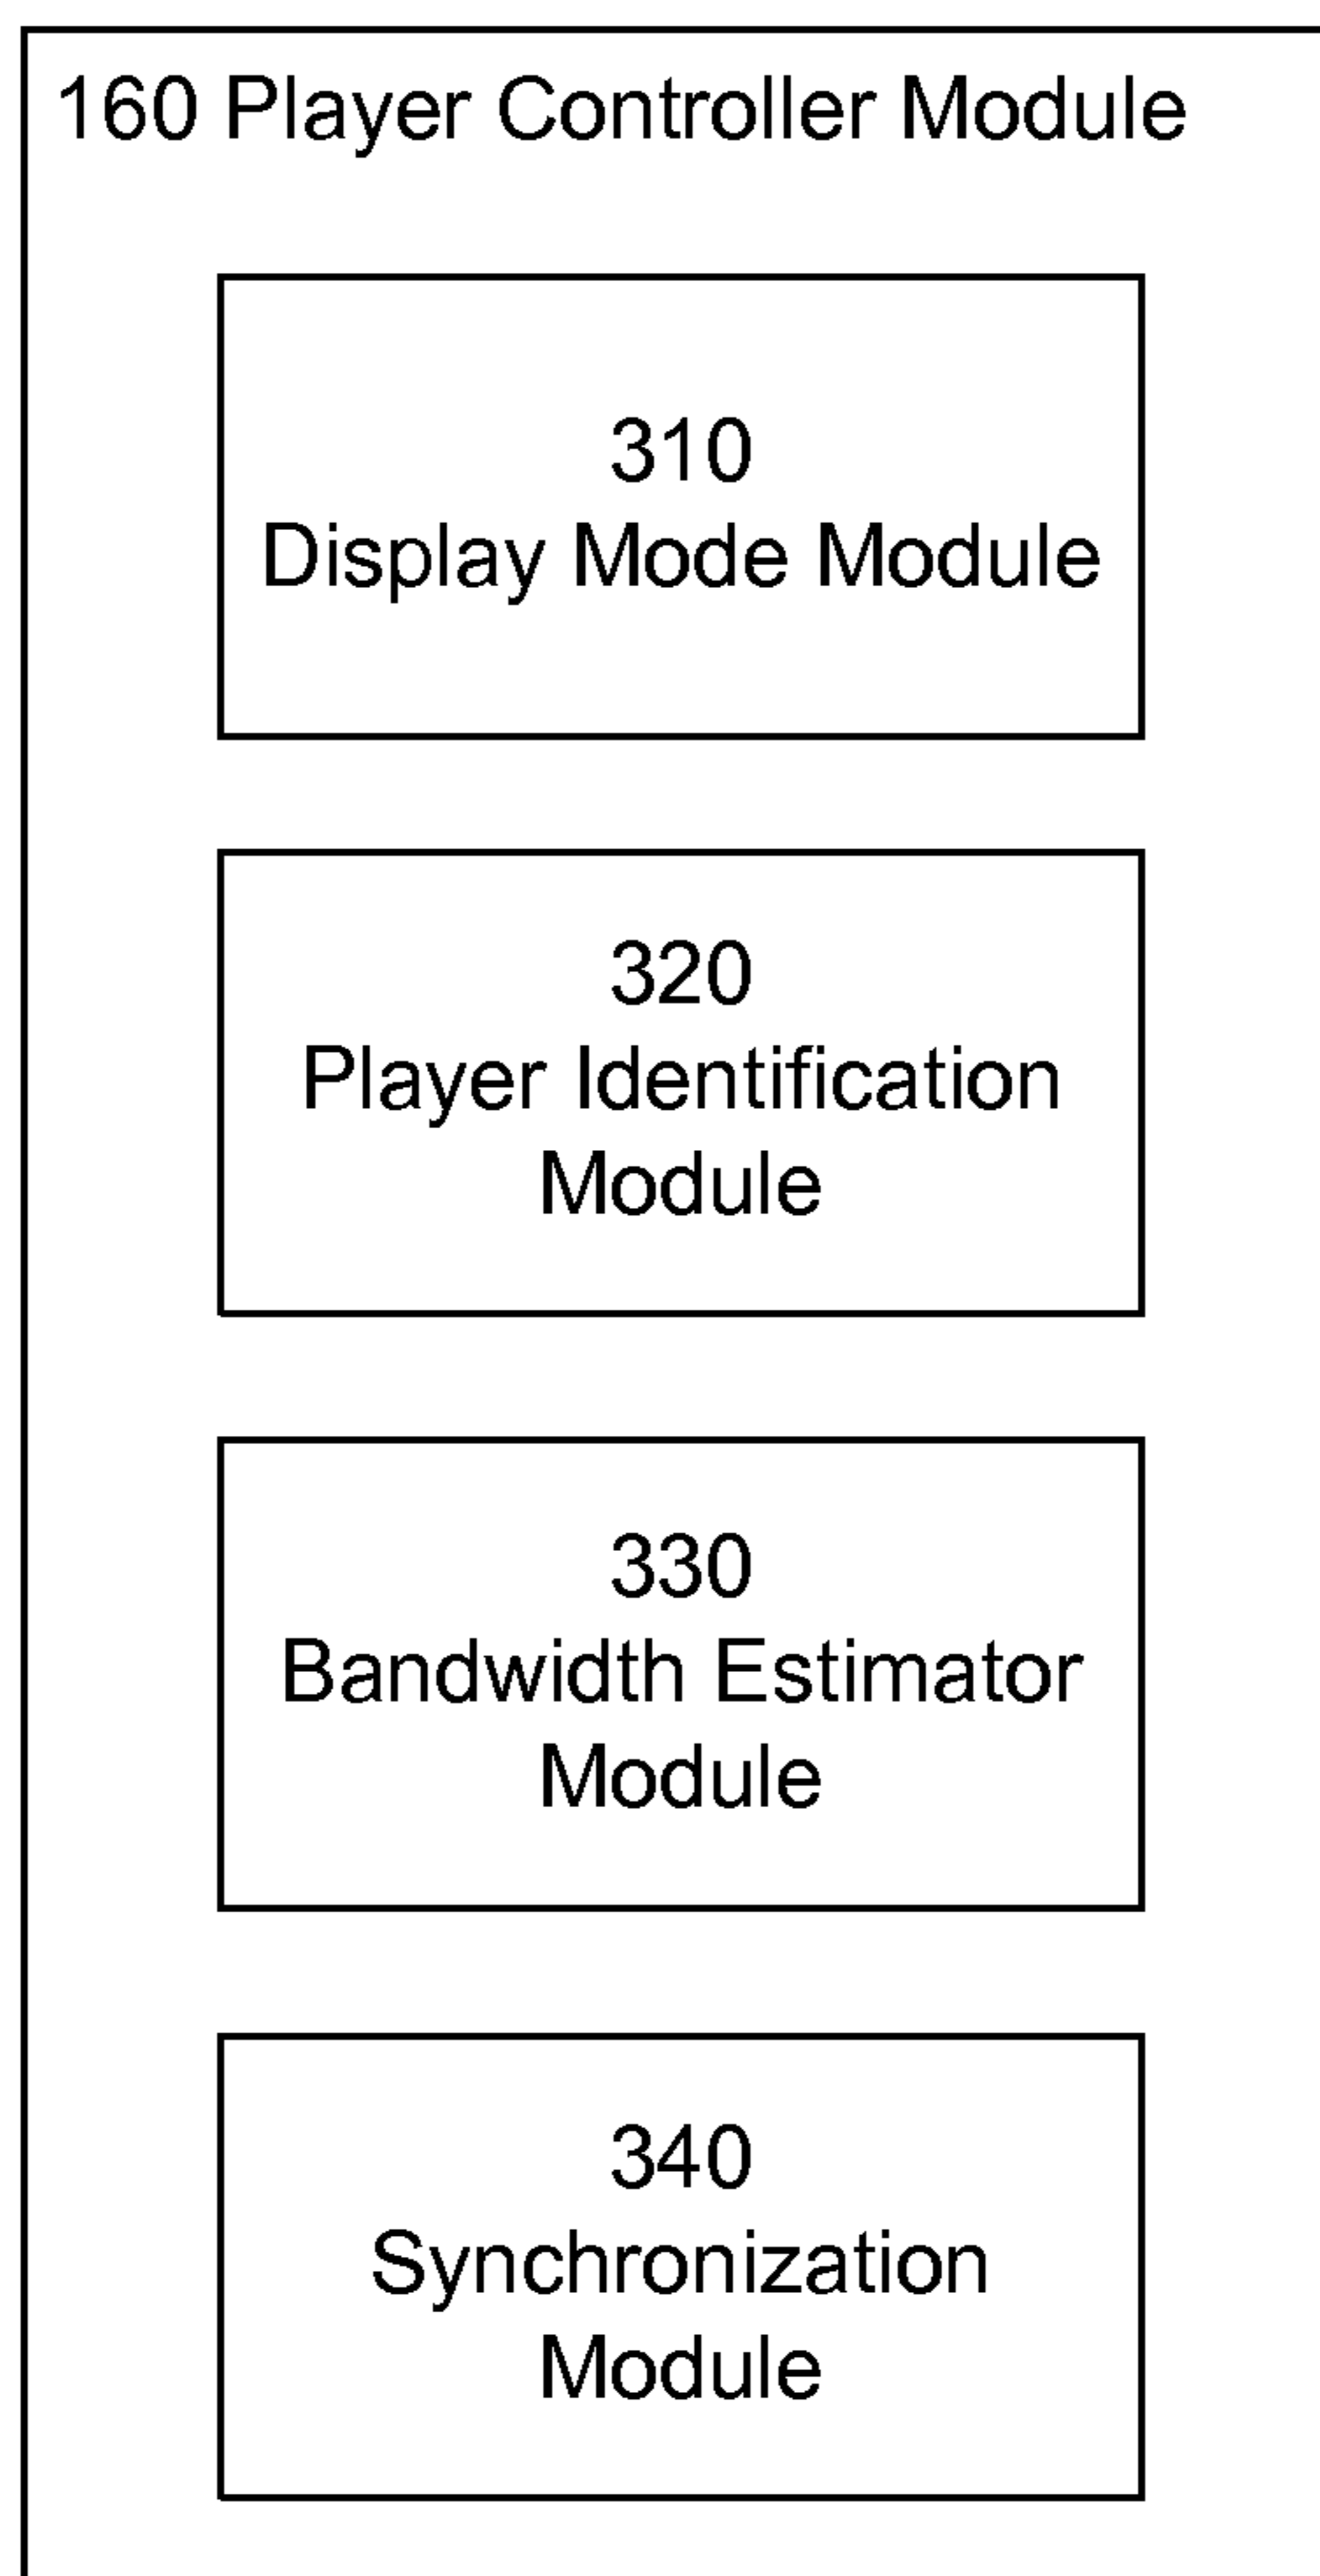 160 Player Controller Module
310
Display Mode Module
320
Player Identification
Module
330
Bandwidth Estimator
Module
340
Synchronization
Module